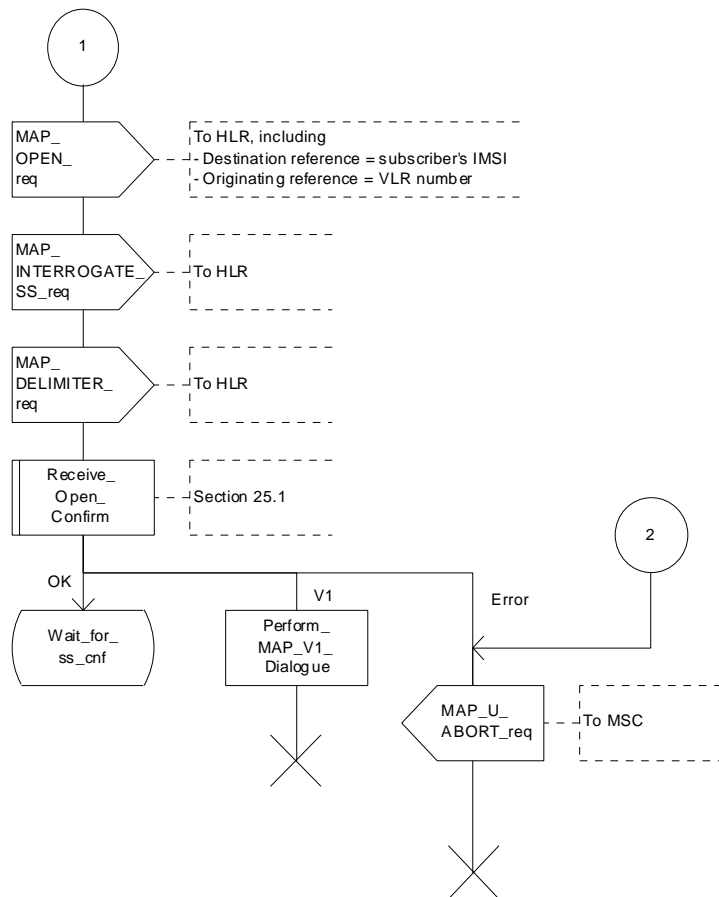 1
MAP_
OPEN_
req
To HLR, including
- Destination reference = subscriber's IMSI
- Originating reference = VLR number
MAP_
INTERROGATE_
SS_req
To HLR
MAP_
DELIMITER_
req
To HLR
Receive_
Open_
Confirm
Section 25.1
2
OK
V1
Error
Wait_for_
ss_cnf
Perform_
MAP_V1_
Dialogue
MAP_U_
ABORT_req
To MSC